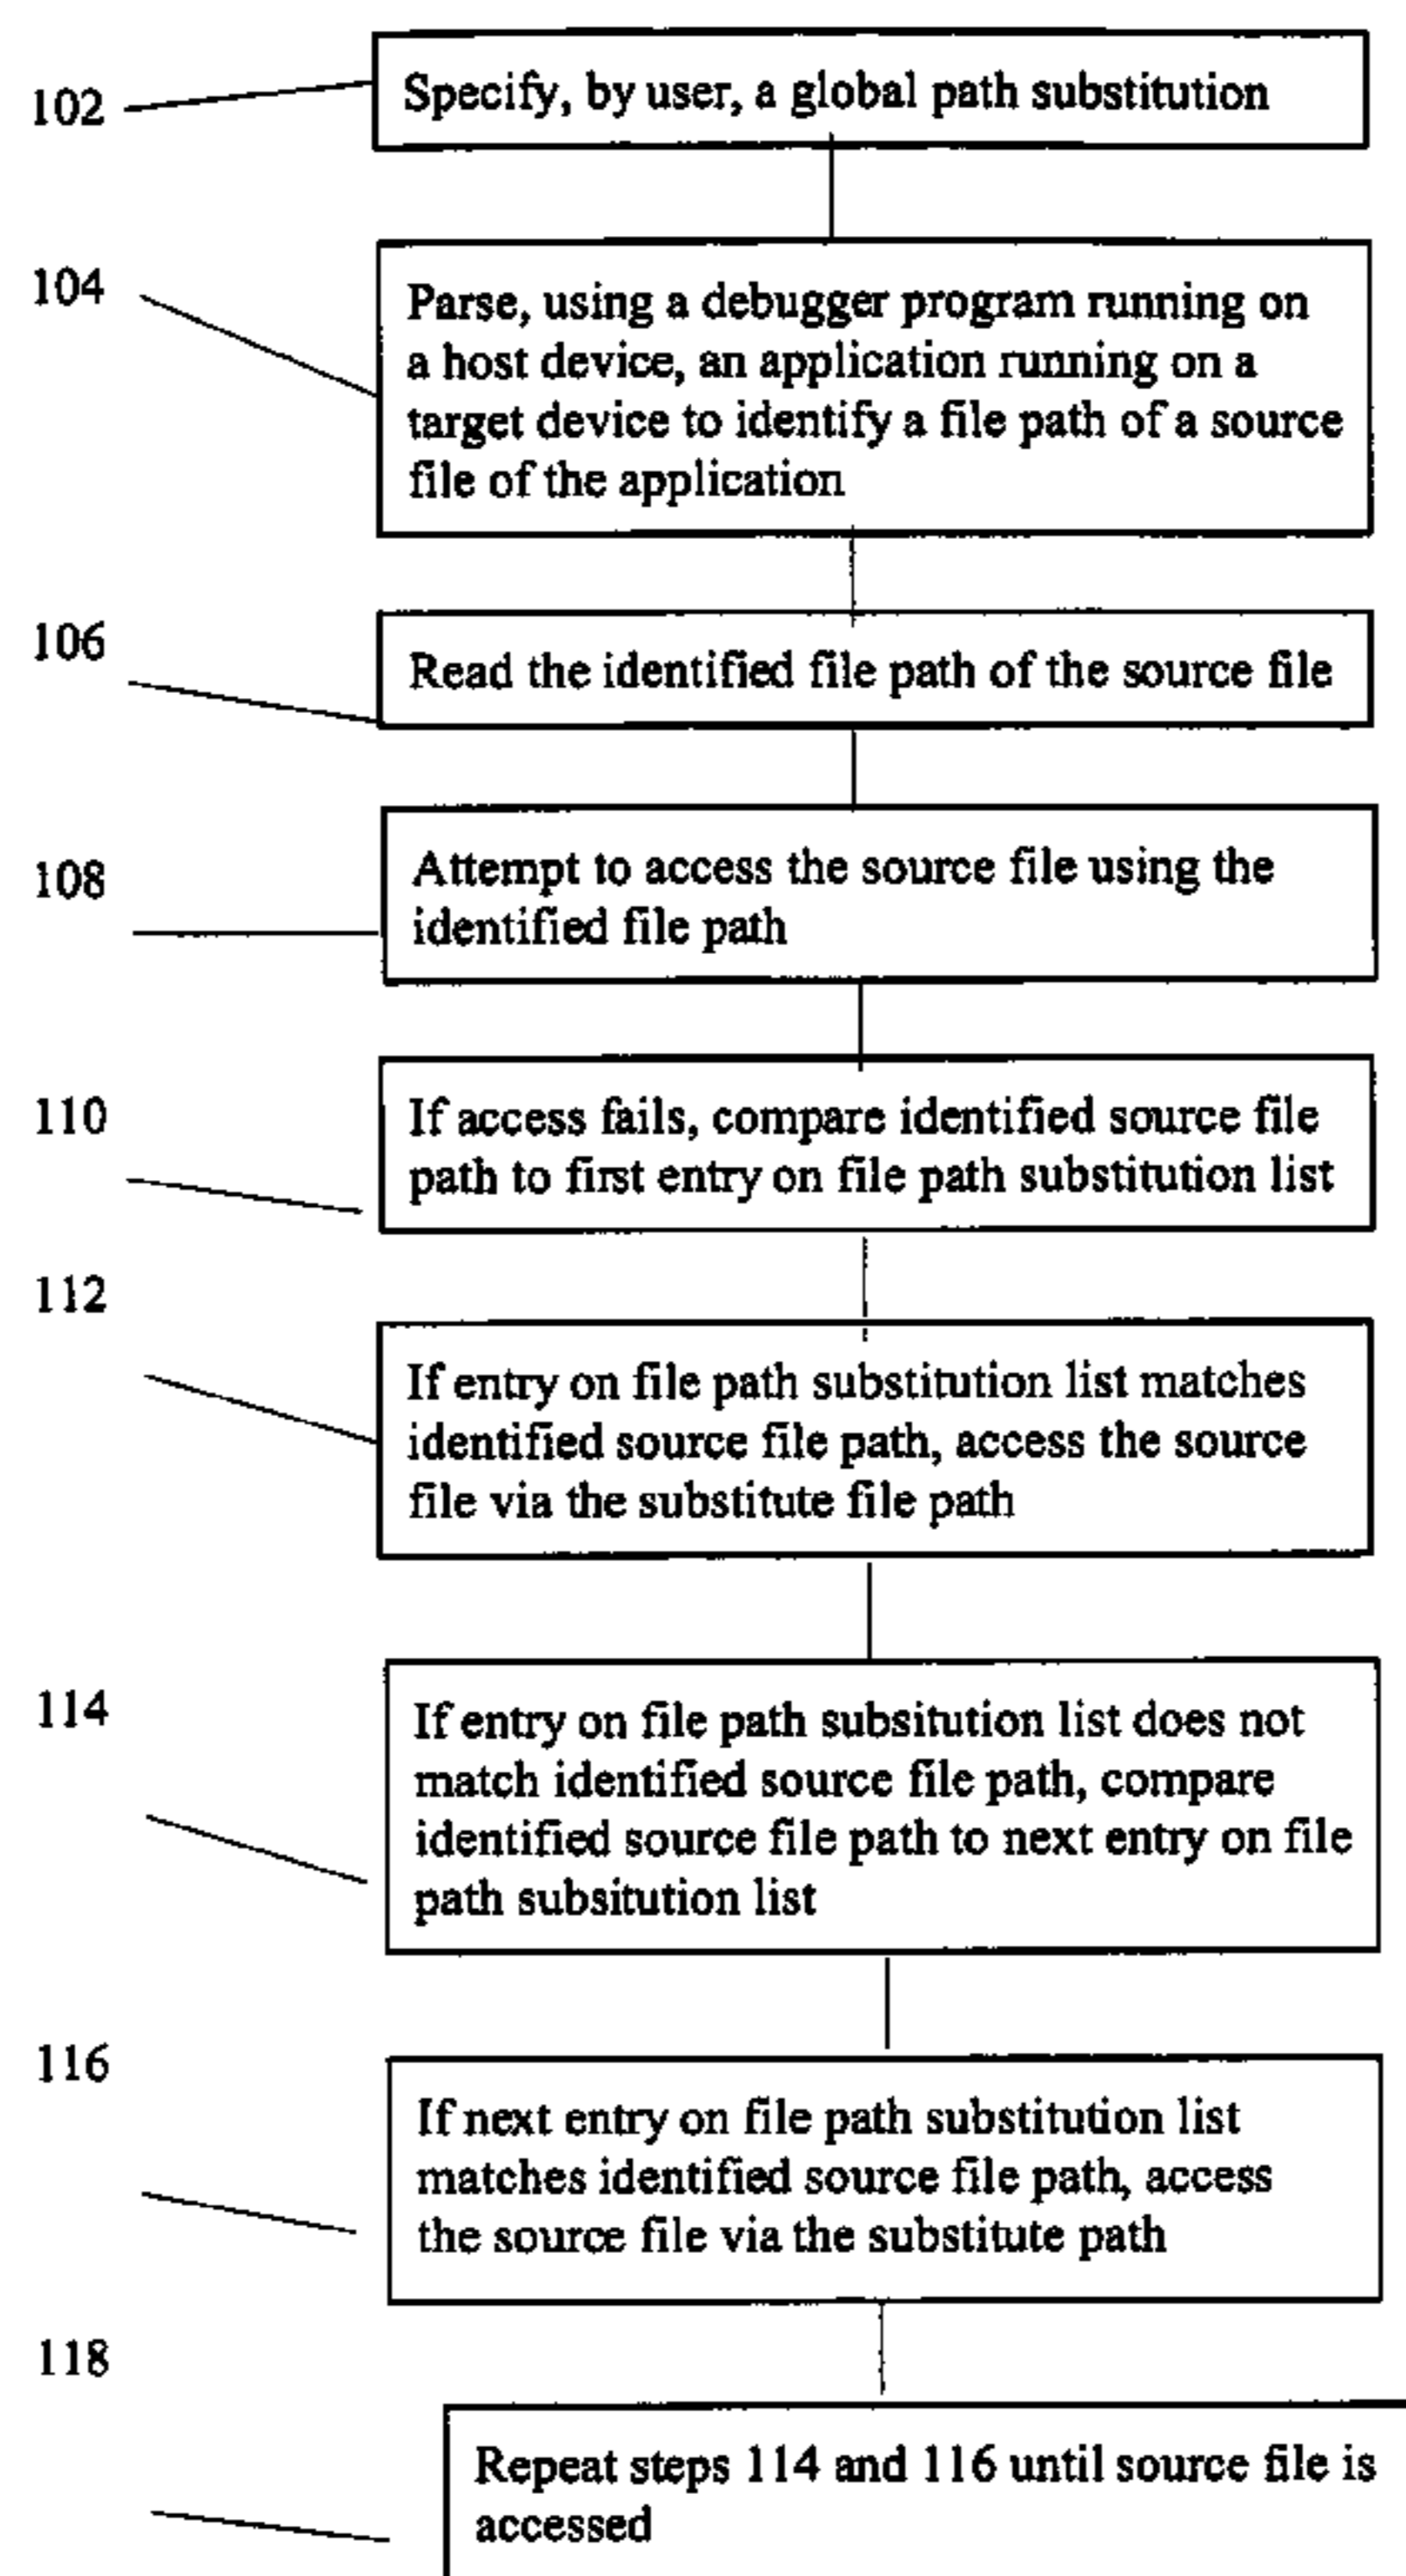 102
Specify, by user, a global path substitution
104
Parse, using a debugger program running on
a host device, an application running on a
target device to identify a file path of a source
file of the application
106
Read the identified file path of the source file
108
Attempt to access the source file using the
identified file path
110
If access fails, compare identified source file
path to first entry on file path substitution list
112
If entry on file path substitution list matches
identified source file path, access the source
file via the substitute file path
114
If entry on file path subsitution list does not
match identified source file path, compare
identified source file path to next entry on file
path subsitution list
116
If next entry on file path substitution list
matches identified source file path, access
the source file via the substitute path
118
Repeat steps 114 and 116 until source file is
accessed